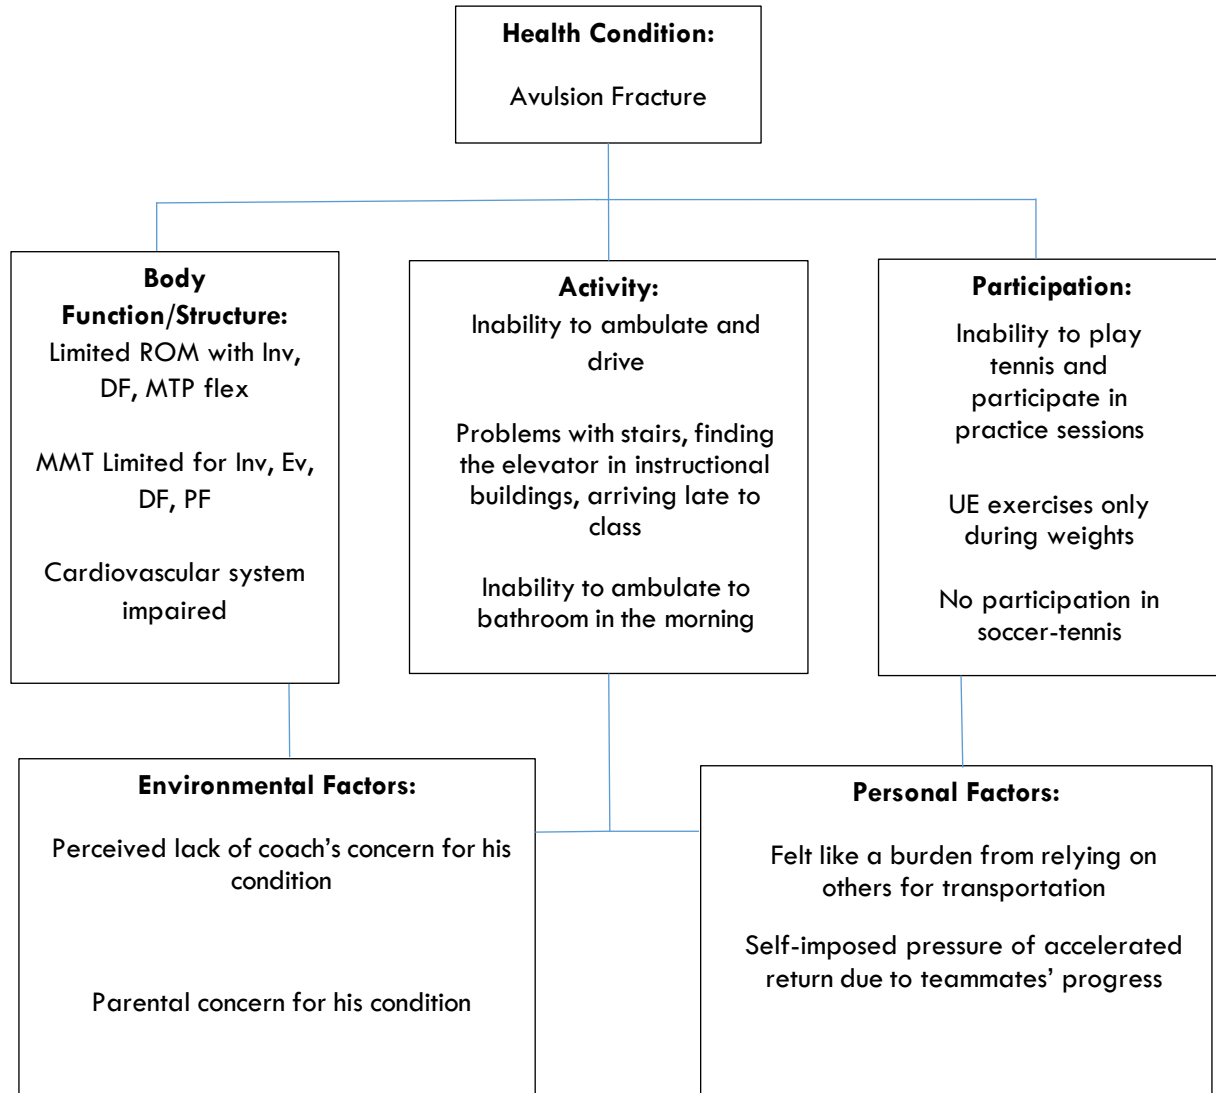 Health Condition:
Avulsion Fracture
Body
Function/Structure:
Limited ROM with Inv,
DF, MTP flex
MMT Limited for Inv, Ev,
DF, PF
Cardiovascular system
impaired
Activity:
Inability to ambulate and
drive
Problems with stairs, finding
the elevator in instructional
buildings, arriving late to
class
Inability to ambulate to
bathroom in the morning
Participation:
Inability to play
tennis and
participate in
practice sessions
UE exercises only
during weights
No participation in
soccer-tennis
Environmental Factors:
Perceived lack of coach’s concern for his
condition
Parental concern for his condition
Personal Factors:
Felt like a burden from relying on
others for transportation
Self-imposed pressure of accelerated
return due to teammates’ progress